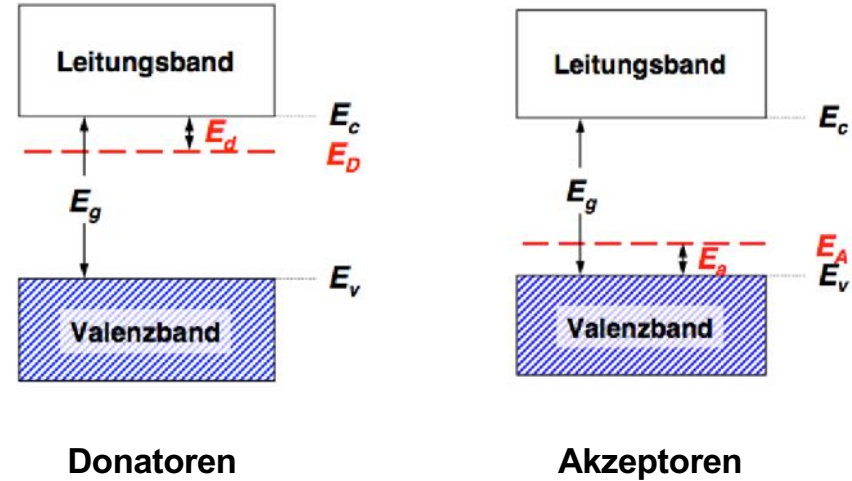 Leitungsband
E_c
E_d
E_D
E_g
E_v
Valenzband
Donatoren
Leitungsband
E_c
E_g
E_A
E_a
E_v
Valenzband
Akzeptoren